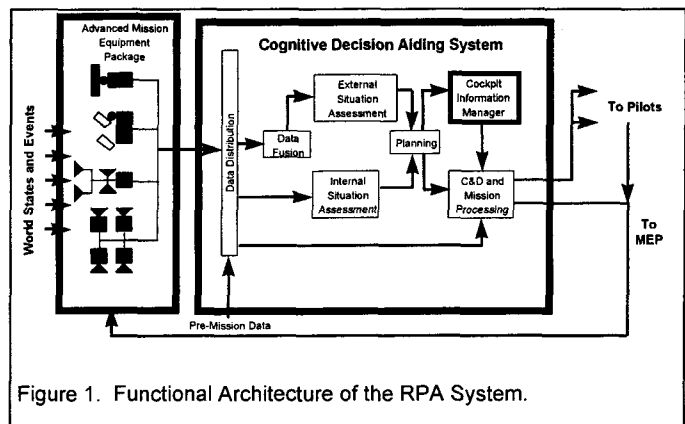 Advanced Mission
Equipment
Package
World States and Events
Cognitive Decision Aiding System
Data Distribution
Data
Fusion
External
Situation
Assessment
Internal
Situation
Assessment
Planning
Cockpit
Information
Manager
C&D and
Mission
Processing
To Pilots
To
MEP
Pre-Mission Data
Figure 1. Functional Architecture of the RPA System.